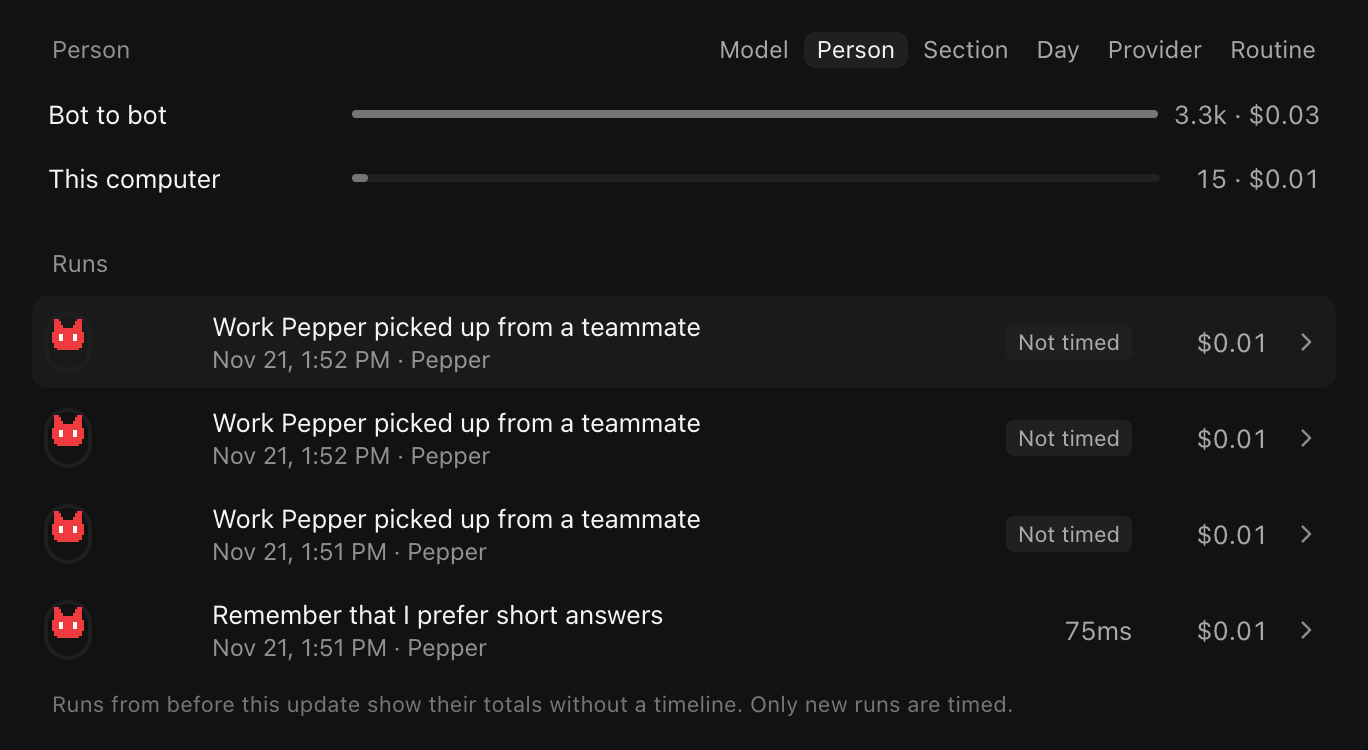 Person
Model Person Section Day Provider Routine
Bot to bot 3.3k · $0.03
This computer 15 · $0.01
Runs
Work Pepper picked up from a teammate
Nov 21, 1:52 PM · Pepper
Not timed $0.01
Work Pepper picked up from a teammate
Nov 21, 1:52 PM · Pepper
Not timed $0.01
Work Pepper picked up from a teammate
Nov 21, 1:51 PM · Pepper
Not timed $0.01
Remember that I prefer short answers
Nov 21, 1:51 PM · Pepper
75ms $0.01
Runs from before this update show their totals without a timeline. Only new runs are timed.